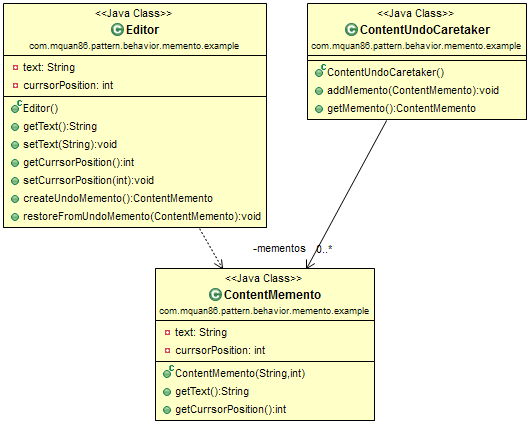 <<Java Class>>
Editor
com.mquan86.pattern.behavior.memento.example
text: String
currsorPosition: int
Editor()
getText():String
setText(String):void
getCurrsorPosition():int
setCurrsorPosition(int):void
createUndoMemento():ContentMemento
restoreFromUndoMemento(ContentMemento):void
<<Java Class>>
ContentUndoCaretaker
com.mquan86.pattern.behavior.memento.example
ContentUndoCaretaker()
addMemento(ContentMemento):void
getMemento():ContentMemento
-mementos 0..*
<<Java Class>>
ContentMemento
com.mquan86.pattern.behavior.memento.example
text: String
currsorPosition: int
ContentMemento(String,int)
getText():String
getCurrsorPosition():int